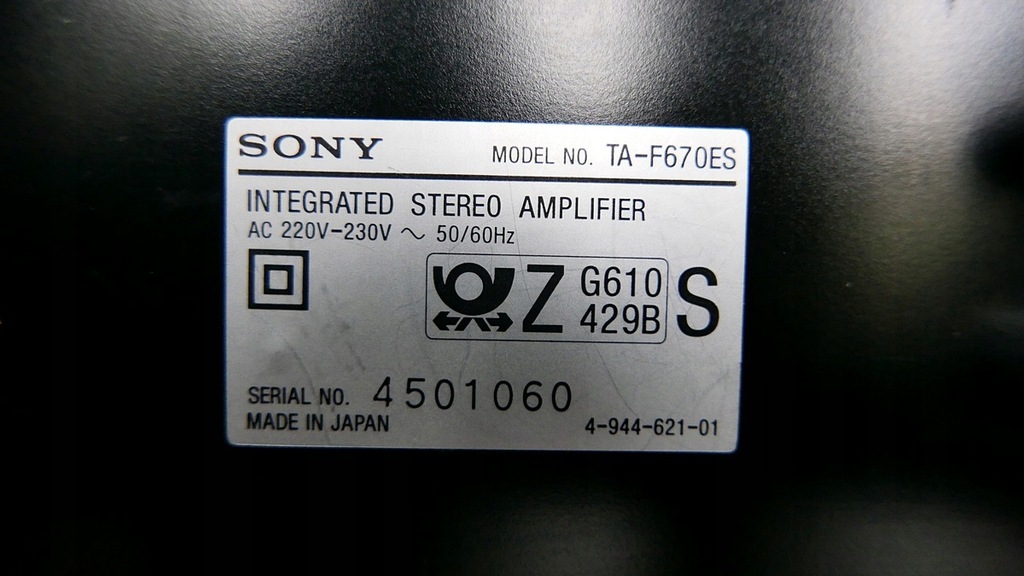 SONY MODEL NO. TA-F670ES
INTEGRATED STEREO AMPLIFIER
AC 220V-230V ~ 50/60Hz
Z G610 S
429B
SERIAL NO. 4501060
MADE IN JAPAN 4-944-621-01